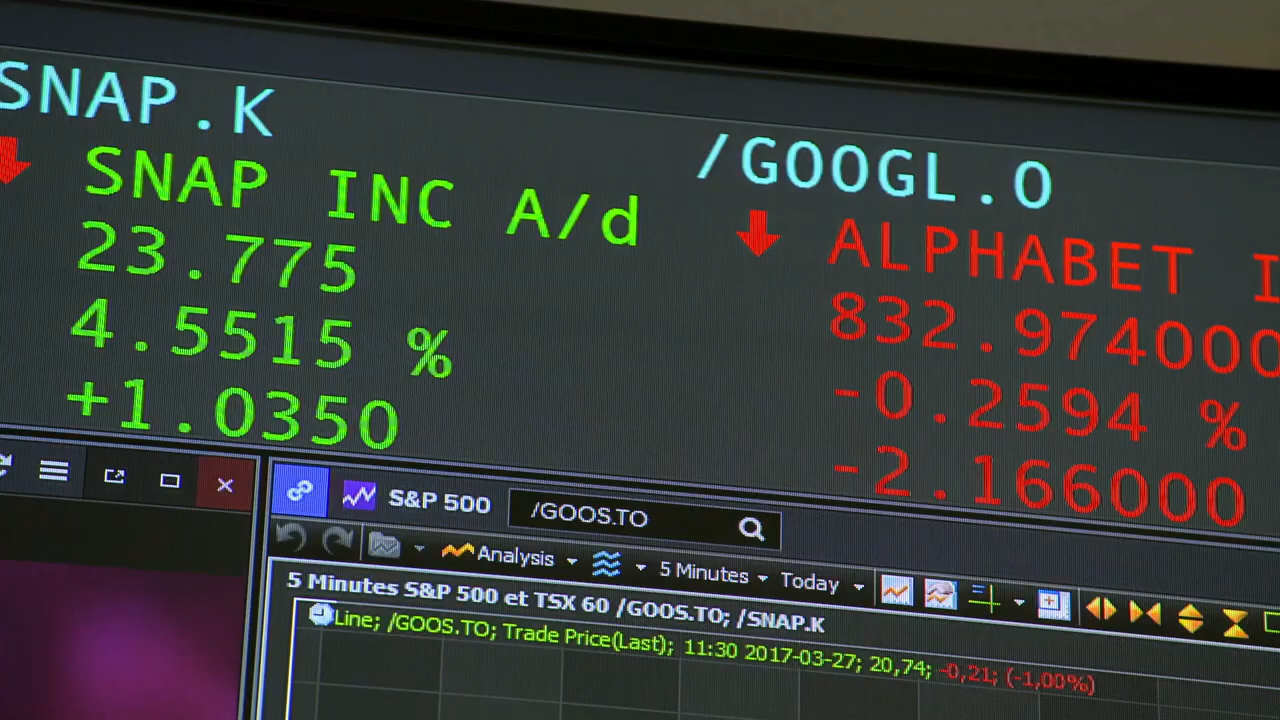 SNAP.K
SNAP INC A/d
23.775
4.5515 %
+1.0350
/GOOGL.O
ALPHABET I
832.974000
-0.2594 %
-2.166000
S&P 500
/GOOS.TO
Analysis
5 Minutes
Today
5 Minutes S&P 500 et TSX 60 /GOOS.TO; /SNAP.K
Line; /GOOS.TO; Trade Price(Last); 11:30 2017-03-27; 20,74; -0,21; (-1,00%)